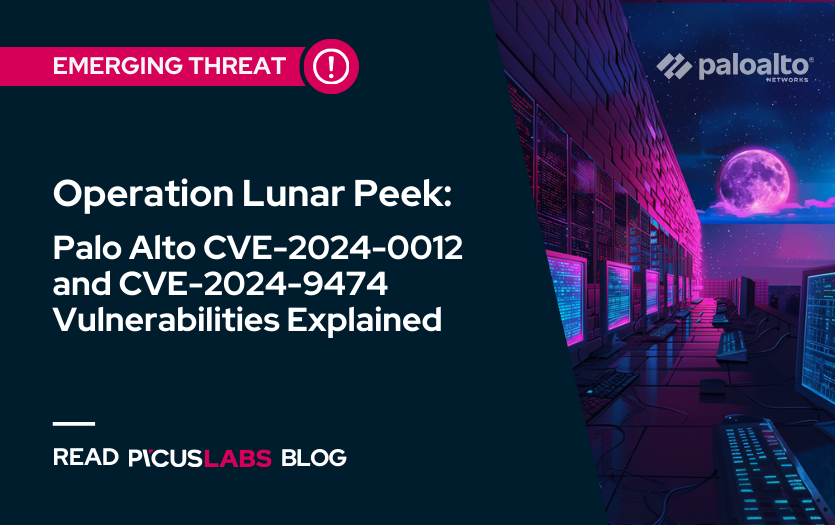 EMERGING THREAT
paloalto®
NETWORKS
Operation Lunar Peek:
Palo Alto CVE-2024-0012
and CVE-2024-9474
Vulnerabilities Explained
READ PICUSLABS BLOG